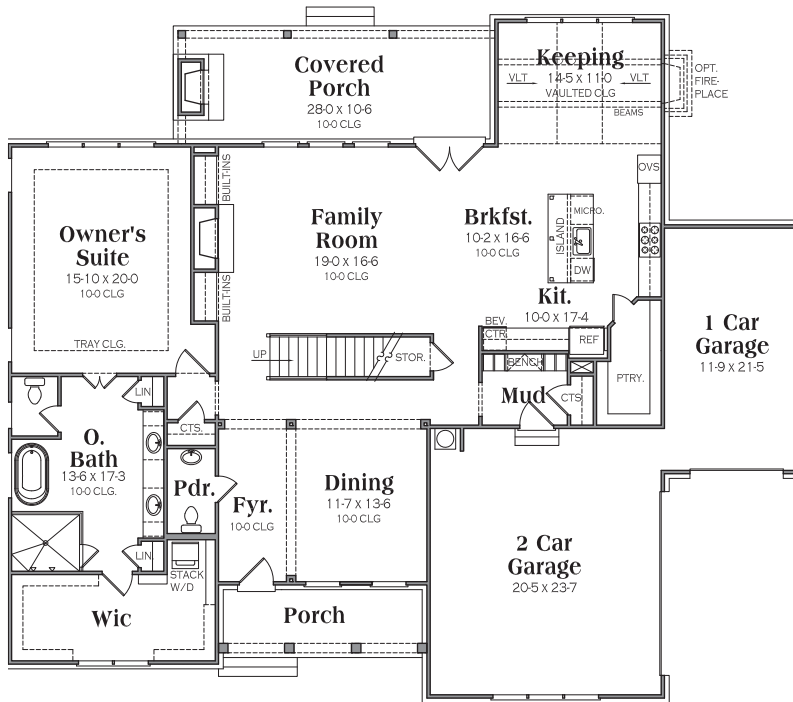 Covered
Porch
28-0 x 10-6
10-0 CLG
Keeping
14-5 x 11-0
VLT
VLT
VAULTED CLG
BEAMS
OPT.
FIRE-
PLACE
BUILT-INS
OVS
Owner's
Suite
15-10 x 20-0
10-0 CLG
TRAY CLG.
Family
Room
19-0 x 16-6
10-0 CLG
Brkfst.
10-2 x 16-6
10-0 CLG
MICRO.
ISLAND
DW
Kit.
10-0 x 17-4
BUILT-INS
BEV.
CTR
REF
1 Car
Garage
11-9 x 21-5
UP
STOR.
BENCH
Mud
CTS
PTRY.
LIN
CTS.
O.
Bath
13-6 x 17-3
10-0 CLG.
Pdr.
Fyr.
10-0 CLG
Dining
11-7 x 13-6
10-0 CLG
LIN
STACK
W/D
2 Car
Garage
20-5 x 23-7
Wic
Porch